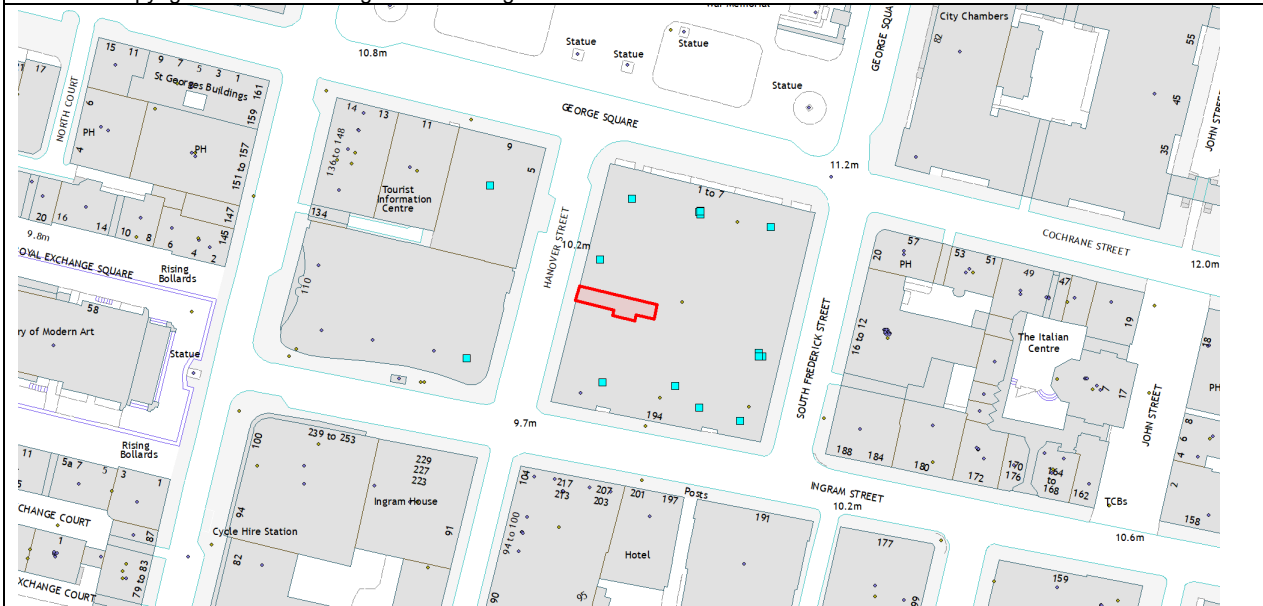 City Chambers
82
55
45
35
JOHN STREET
GEORGE SQUA
Statue
Statue
Statue
Statue
10.8m
GEORGE SQUARE
11.2m
15 11 9 7 5 3 1
St Georges Buildings
161
159
17
NORTH COURT
6
PH
4
PH
151 to 157
147
145
20 16 14 10 8 6 4 2
9.8m
OYAL EXCHANGE SQUARE
Rising
Bollards
58
ry of Modern Art
Statue
Rising
Bollards
14 13 11 9
5
136 to 148
Tourist
Information
Centre
134
110
HANOVER STREET
10.2m
1 to 7
194
9.7m
SOUTH FREDERICK STREET
COCHRANE STREET
12.0m
57 53 51 49 47
20
PH
16 to 12
19
The Italian
Centre
7
17
18
PH
JOHN STREET
188 184 180 172 170
176
164
to
168
162
8
6
4
2
158
TCBs
INGRAM STREET
10.2m
10.6m
11 5a 7 5 3 1
CHANGE COURT
87
1
79 to 83
XCHANGE COURT
100
239 to 253
229
227
223
Ingram House
94
91
Cycle Hire Station
82
104
217
213
207
203
201
197
Posts
94 to 100
90
95
Hotel
191
177
99
159